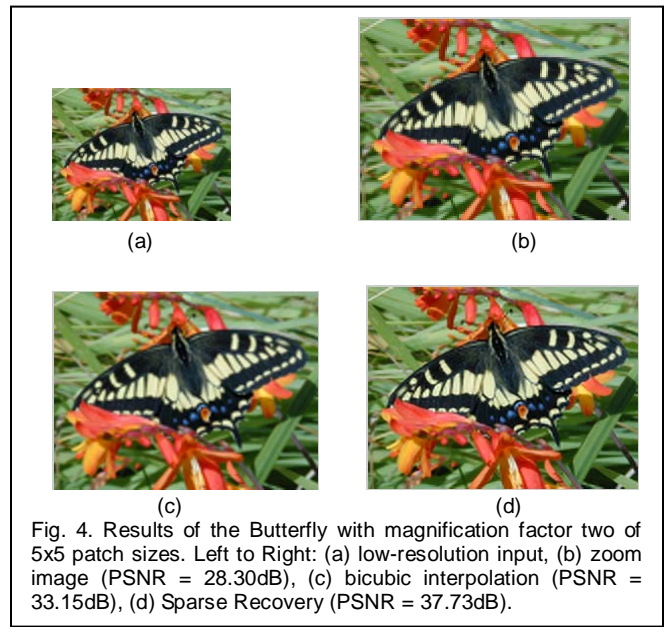 (a)
(b)
(c)
(d)
Fig. 4. Results of the Butterfly with magnification factor two of
5x5 patch sizes. Left to Right: (a) low-resolution input, (b) zoom
image (PSNR = 28.30dB), (c) bicubic interpolation (PSNR =
33.15dB), (d) Sparse Recovery (PSNR = 37.73dB).